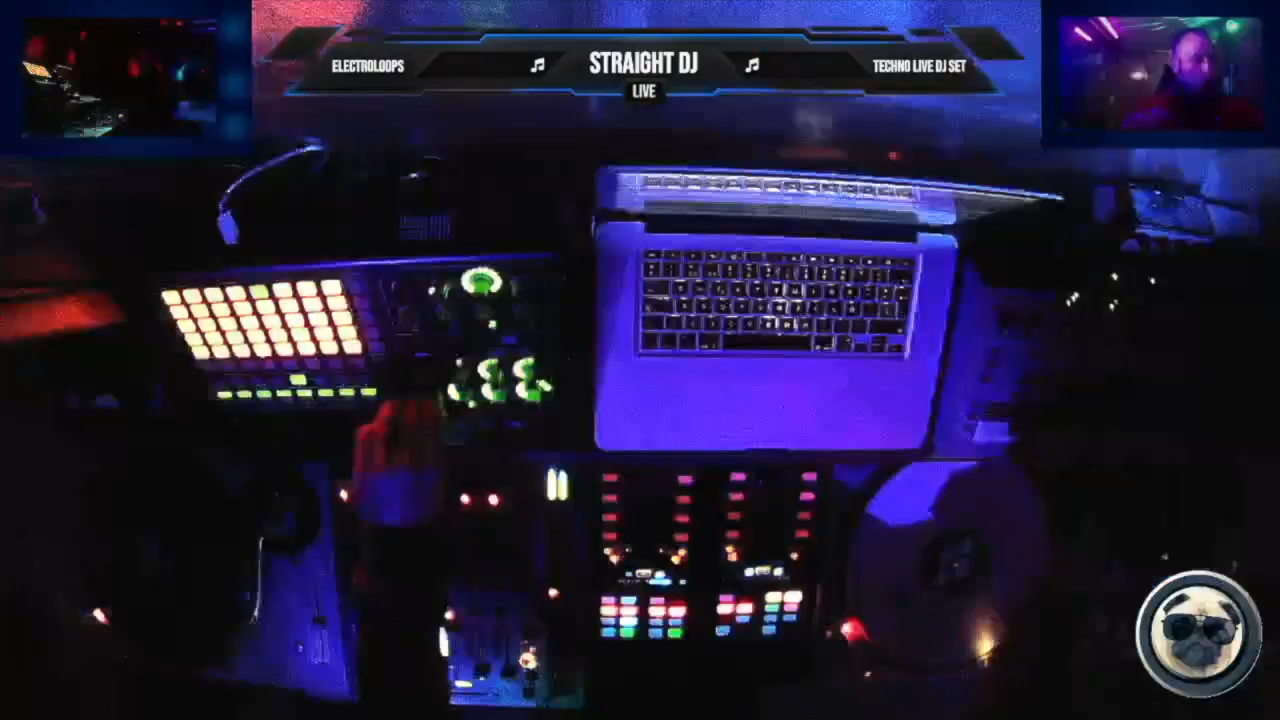 ELECTROLOOPS
STRAIGHT DJ
TECHNO LIVE DJ SET
LIVE